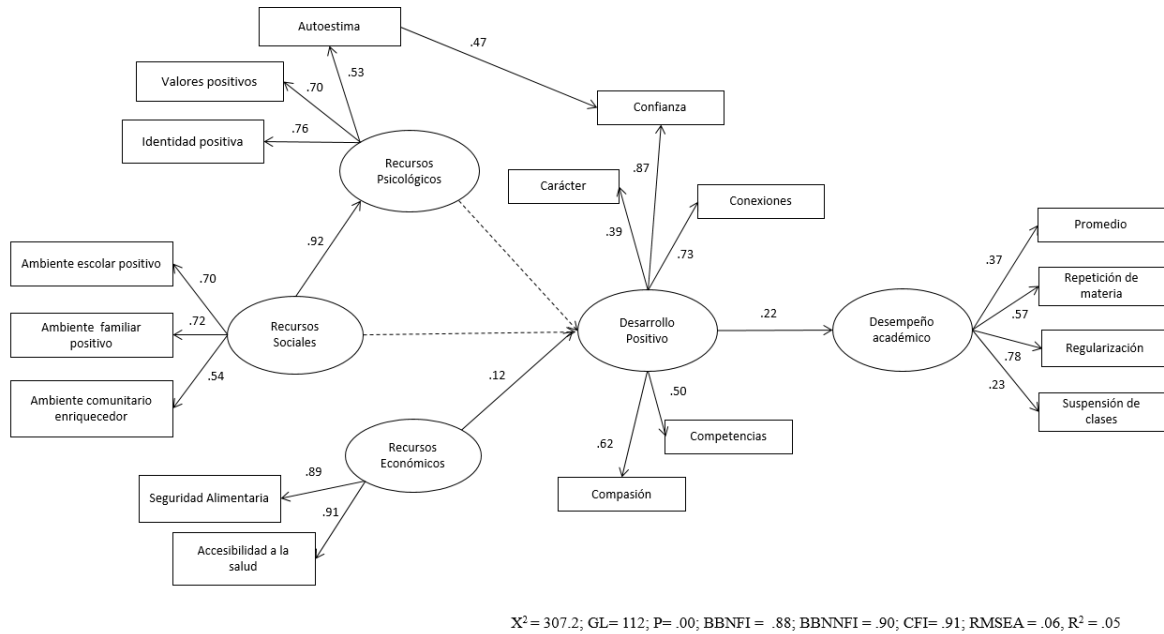 Autoestima
.47
.53
Valores positivos
.70
Confianza
Identidad positiva
.76
Recursos
Psicológicos
.87
Carácter
Conexiones
.39
.73
.92
Promedio
.37
Ambiente escolar positivo
.70
Repetición de
materia
.57
Ambiente familiar
positivo
.72
Recursos
Sociales
Desarrollo
Positivo
.22
Desempeño
académico
Regularización
.78
.54
.12
.23
Ambiente comunitario
enriquecedor
.50
Suspensión de
clases
Recursos
Económicos
.62
Competencias
.89
Seguridad Alimentaria
Compasión
.91
Accesibilidad a la
salud
X² = 307.2; GL= 112; P= .00; BBNFI = .88; BBNNFI = .90; CFI= .91; RMSEA = .06, R² = .05